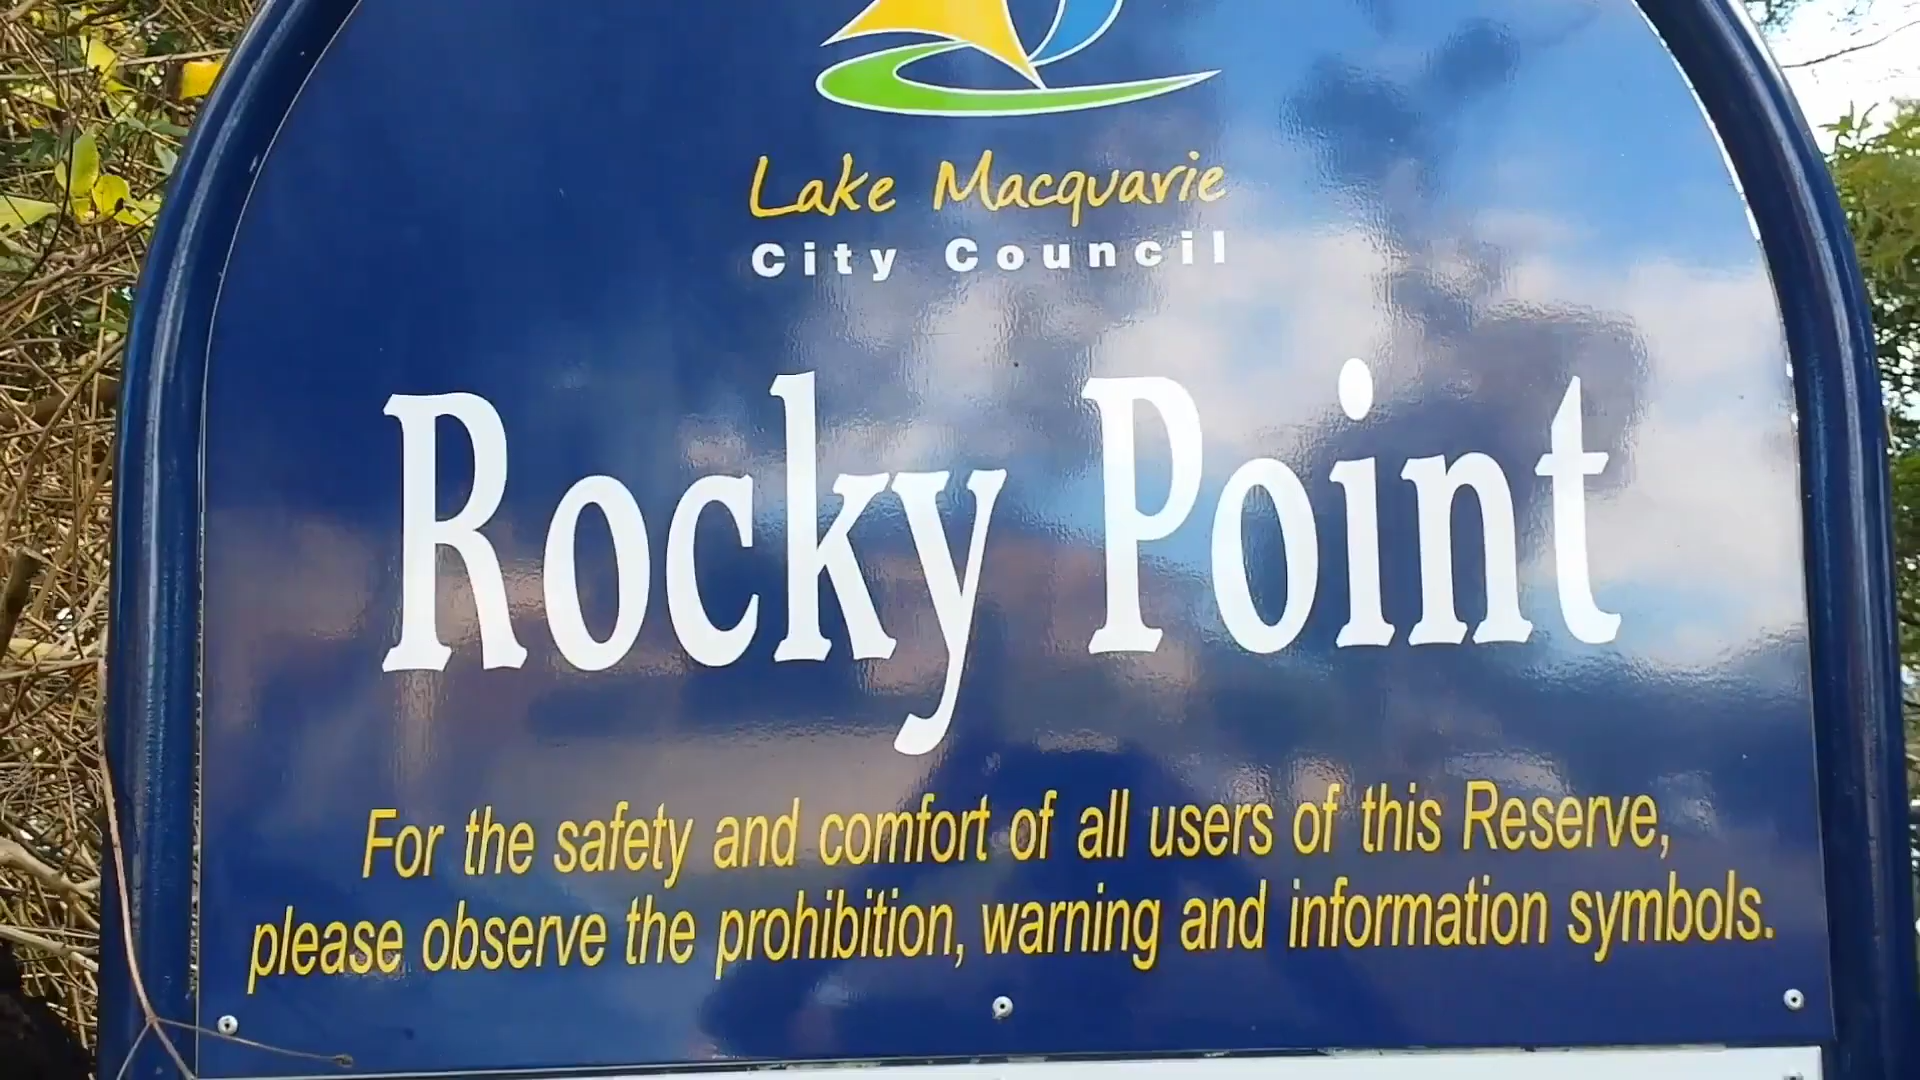 Lake Macquarie
City Council
Rocky Point
For the safety and comfort of all users of this Reserve,
please observe the prohibition, warning and information symbols.